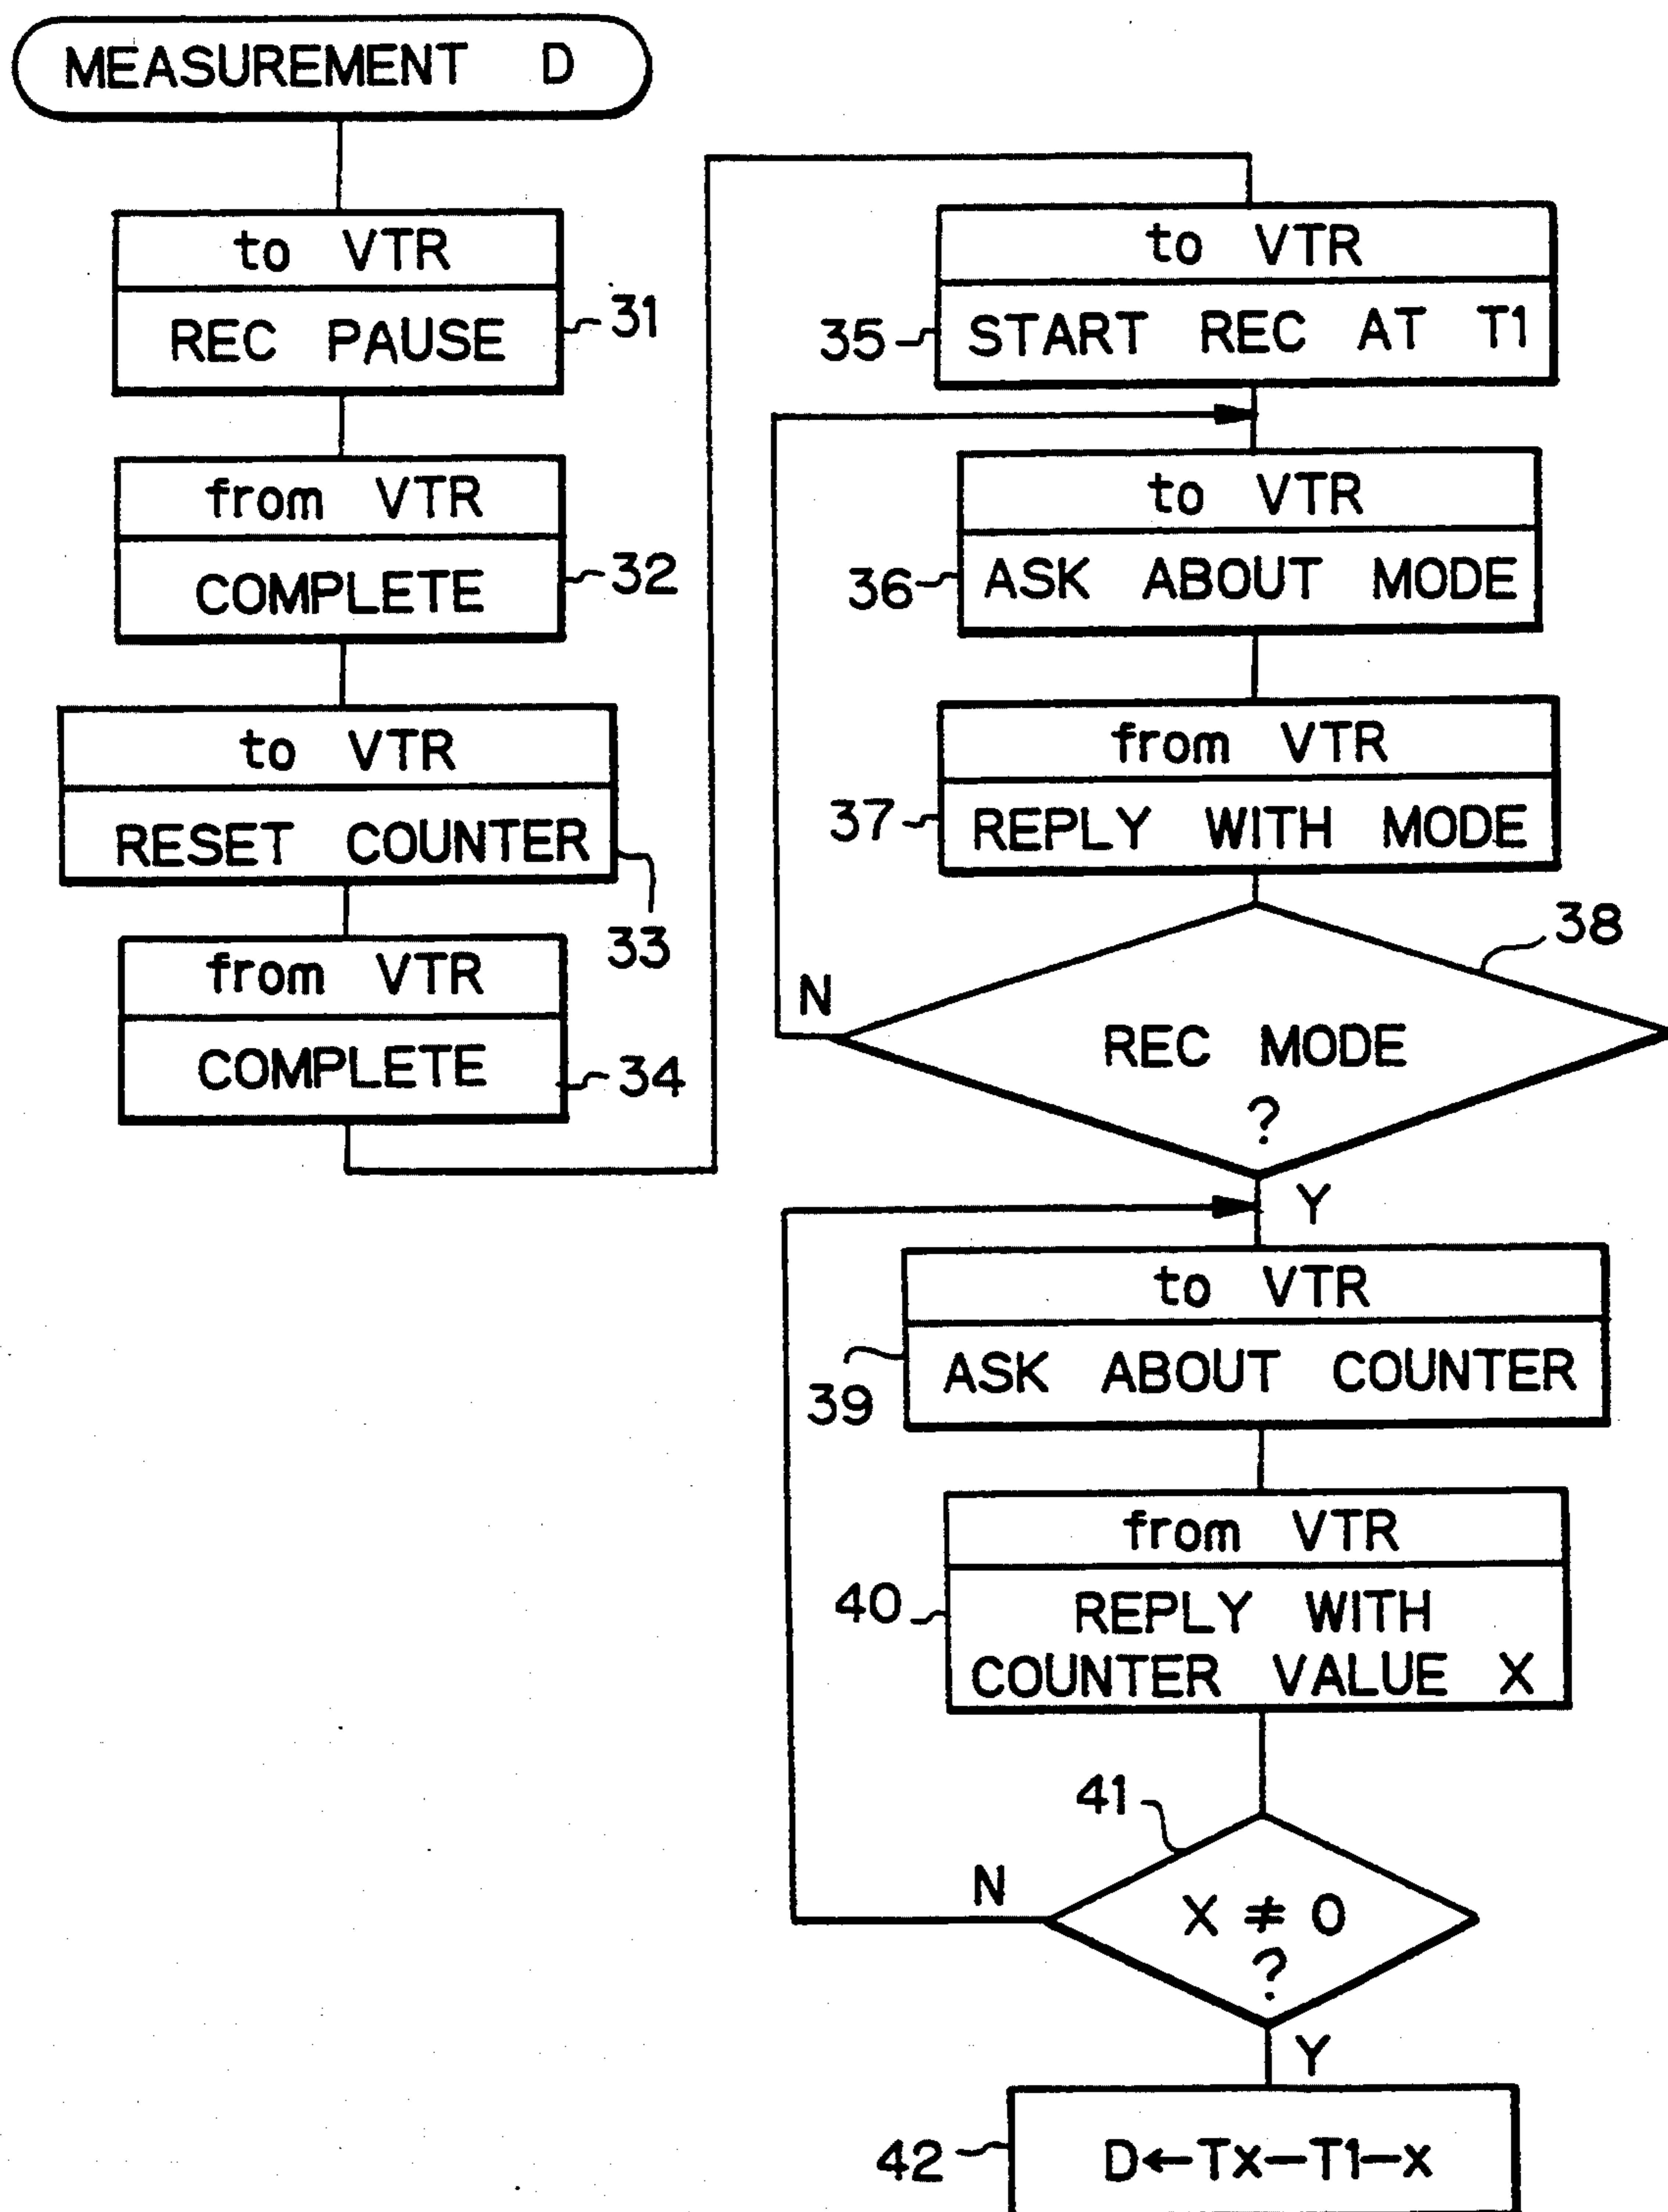 MEASUREMENT D
to VTR
REC PAUSE
31
from VTR
COMPLETE
32
to VTR
RESET COUNTER
33
from VTR
COMPLETE
34
to VTR
35
START REC AT T1
to VTR
36
ASK ABOUT MODE
from VTR
37
REPLY WITH MODE
38
N
REC MODE
?
Y
to VTR
39
ASK ABOUT COUNTER
from VTR
40
REPLY WITH
COUNTER VALUE X
41
N
X ≠ 0
?
Y
42
D←Tx−T1−x